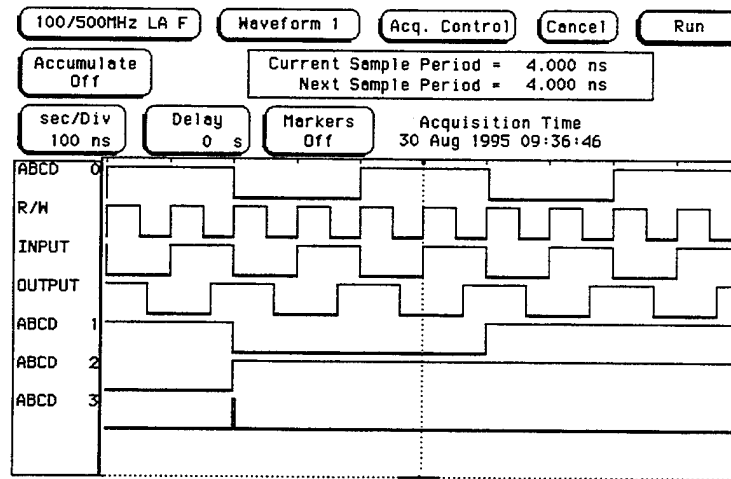 100/500MHz LA F Waveform 1 Acq. Control Cancel Run
Accumulate
Off
Current Sample Period = 4.000 ns
Next Sample Period = 4.000 ns
sec/Div
100 ns
Delay
0 s
Markers
Off
Acquisition Time
30 Aug 1995 09:36:46
ABCD 0
R/W
INPUT
OUTPUT
ABCD 1
ABCD 2
ABCD 3